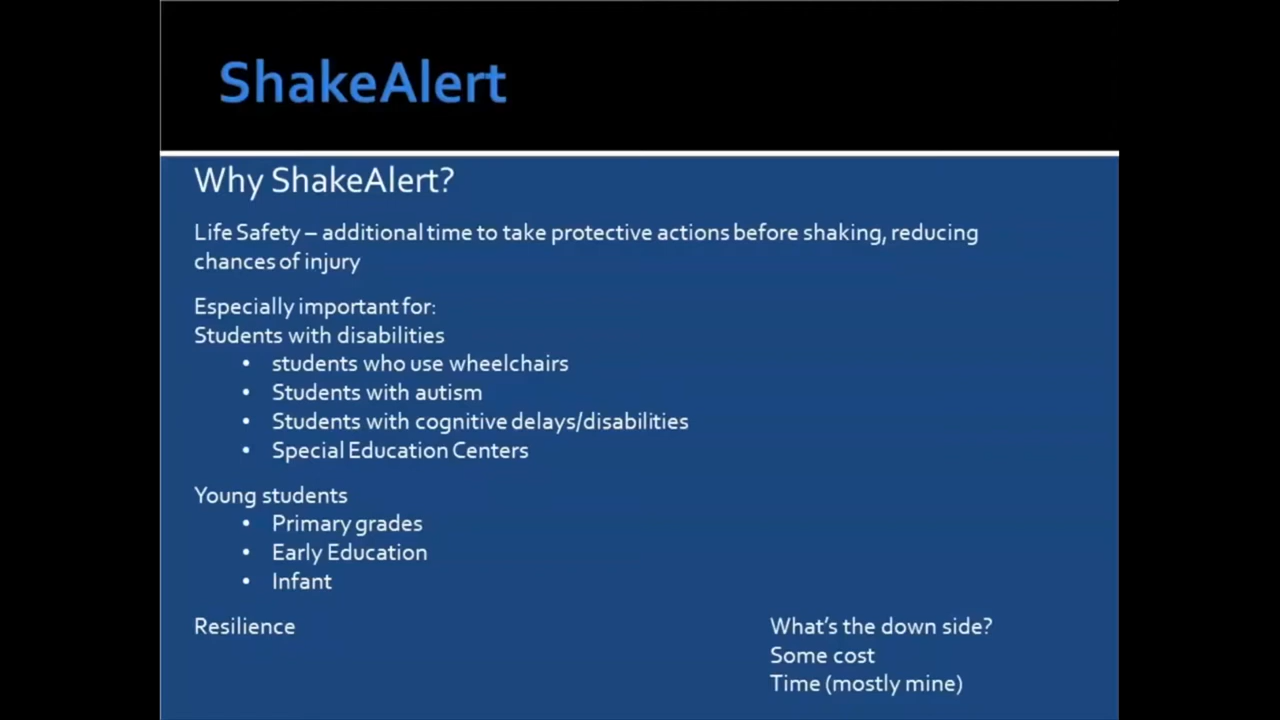 ShakeAlert
Why ShakeAlert?
Life Safety – additional time to take protective actions before shaking, reducing
chances of injury
Especially important for:
Students with disabilities
• students who use wheelchairs
• Students with autism
• Students with cognitive delays/disabilities
• Special Education Centers
Young students
• Primary grades
• Early Education
• Infant
Resilience
What's the down side?
Some cost
Time (mostly mine)